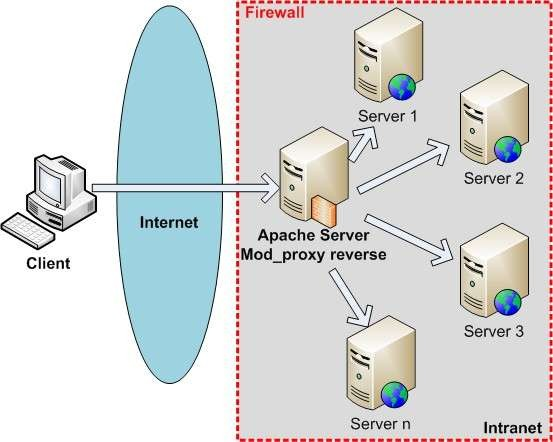 Firewall
Server 1
Server 2
Internet
Apache Server
Mod_proxy reverse
Client
Server 3
Server n
Intranet